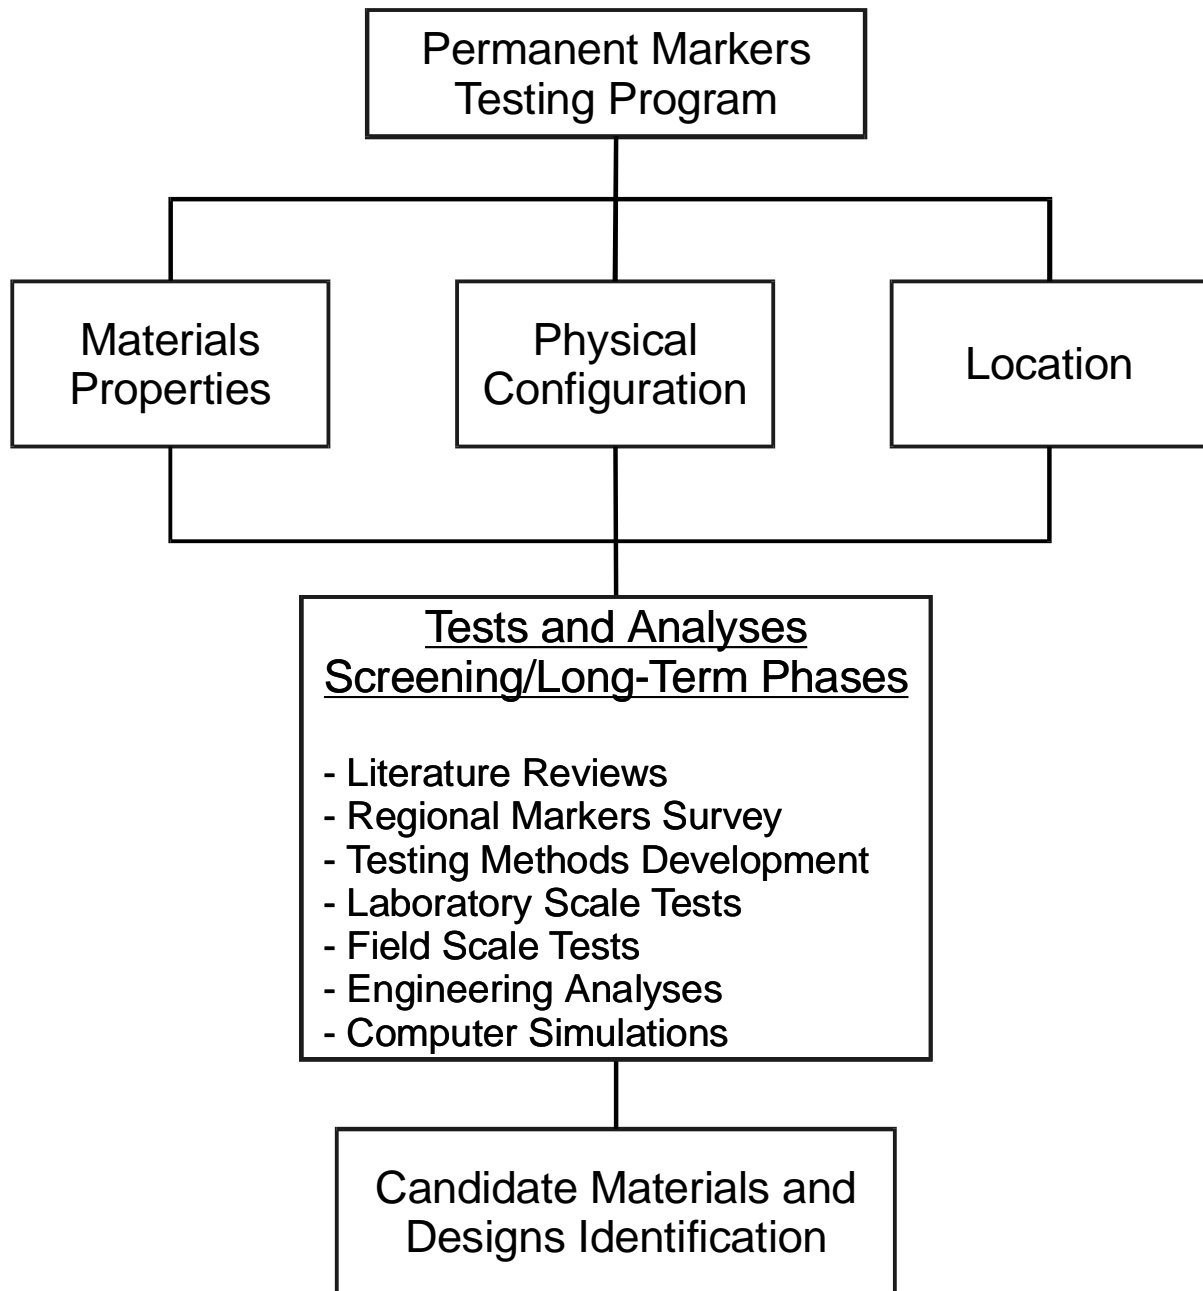 Permanent Markers
Testing Program
Materials
Properties
Physical
Configuration
Location
Tests and Analyses
Screening/Long-Term Phases
- Literature Reviews
- Regional Markers Survey
- Testing Methods Development
- Laboratory Scale Tests
- Field Scale Tests
- Engineering Analyses
- Computer Simulations
Candidate Materials and
Designs Identification